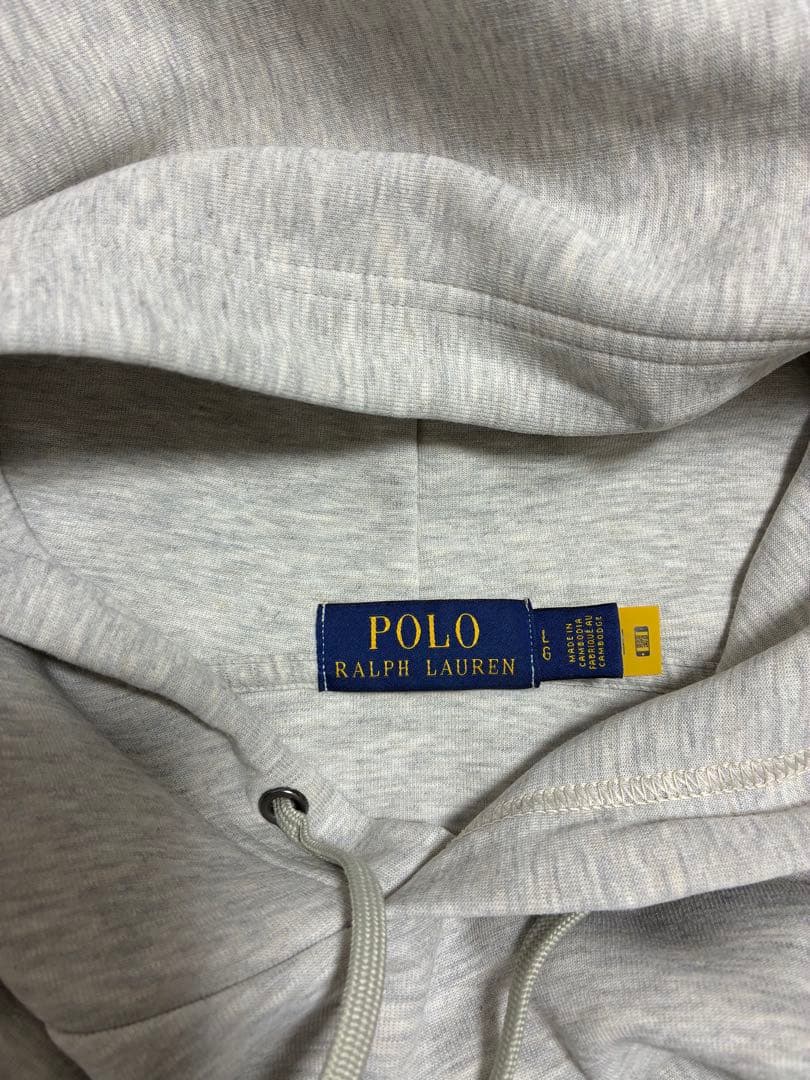 POLO
RALPH LAUREN
LG
MADE IN
CAMBODIA
FABRIQUÉ AU
CAMBODGE